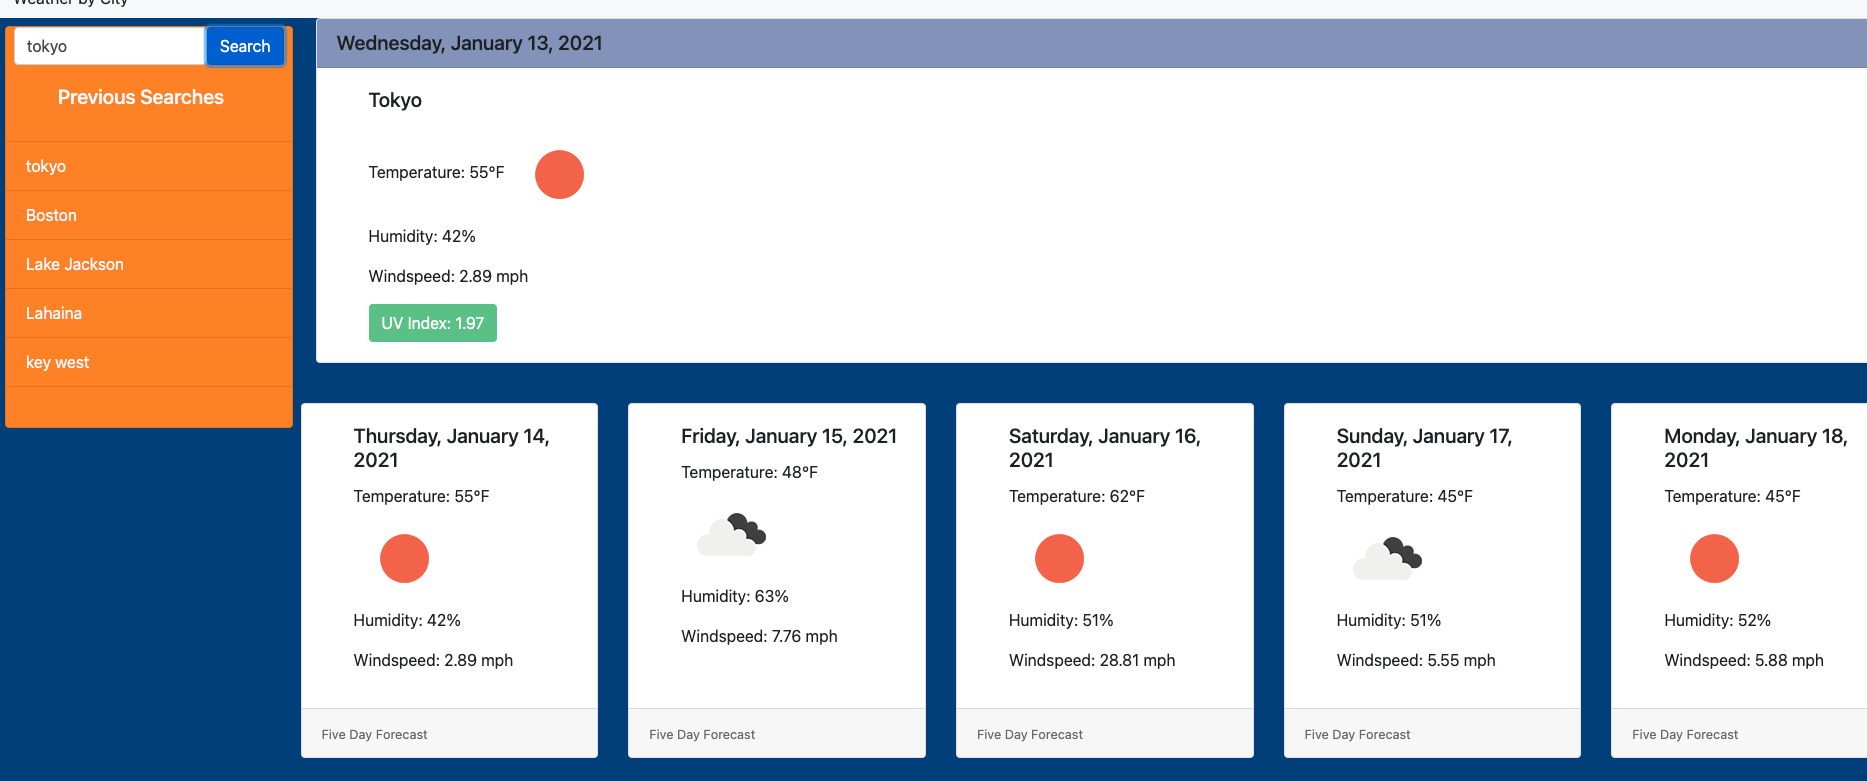 Weather by City
tokyo
Search
Previous Searches
tokyo
Boston
Lake Jackson
Lahaina
key west
Wednesday, January 13, 2021
Tokyo
Temperature: 55°F
Humidity: 42%
Windspeed: 2.89 mph
UV Index: 1.97
Thursday, January 14,
2021
Temperature: 55°F
Humidity: 42%
Windspeed: 2.89 mph
Five Day Forecast
Friday, January 15, 2021
Temperature: 48°F
Humidity: 63%
Windspeed: 7.76 mph
Five Day Forecast
Saturday, January 16,
2021
Temperature: 62°F
Humidity: 51%
Windspeed: 28.81 mph
Five Day Forecast
Sunday, January 17,
2021
Temperature: 45°F
Humidity: 51%
Windspeed: 5.55 mph
Five Day Forecast
Monday, January 18,
2021
Temperature: 45°F
Humidity: 52%
Windspeed: 5.88 mph
Five Day Forecast